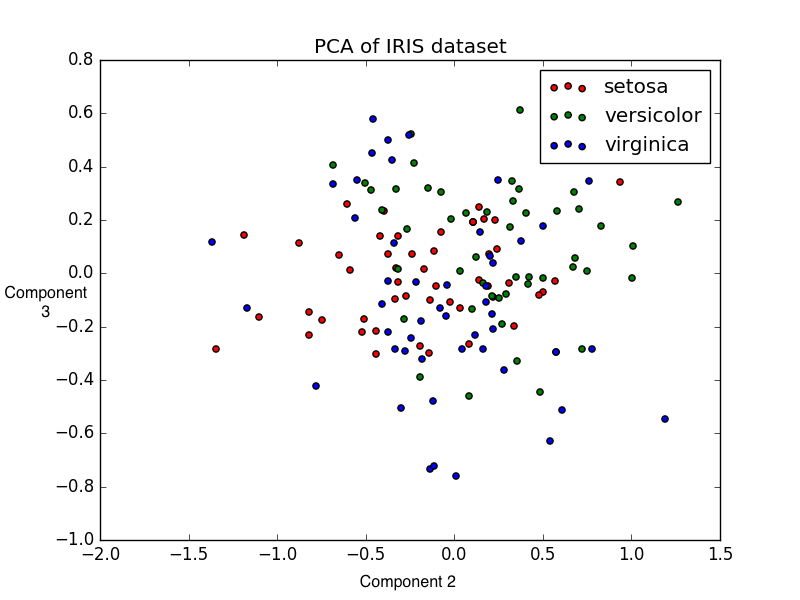 PCA of IRIS dataset
setosa
versicolor
virginica
0.8
0.6
0.4
0.2
0.0
−0.2
−0.4
−0.6
−0.8
−1.0
Component
3
−2.0 −1.5 −1.0 −0.5 0.0 0.5 1.0 1.5
Component 2